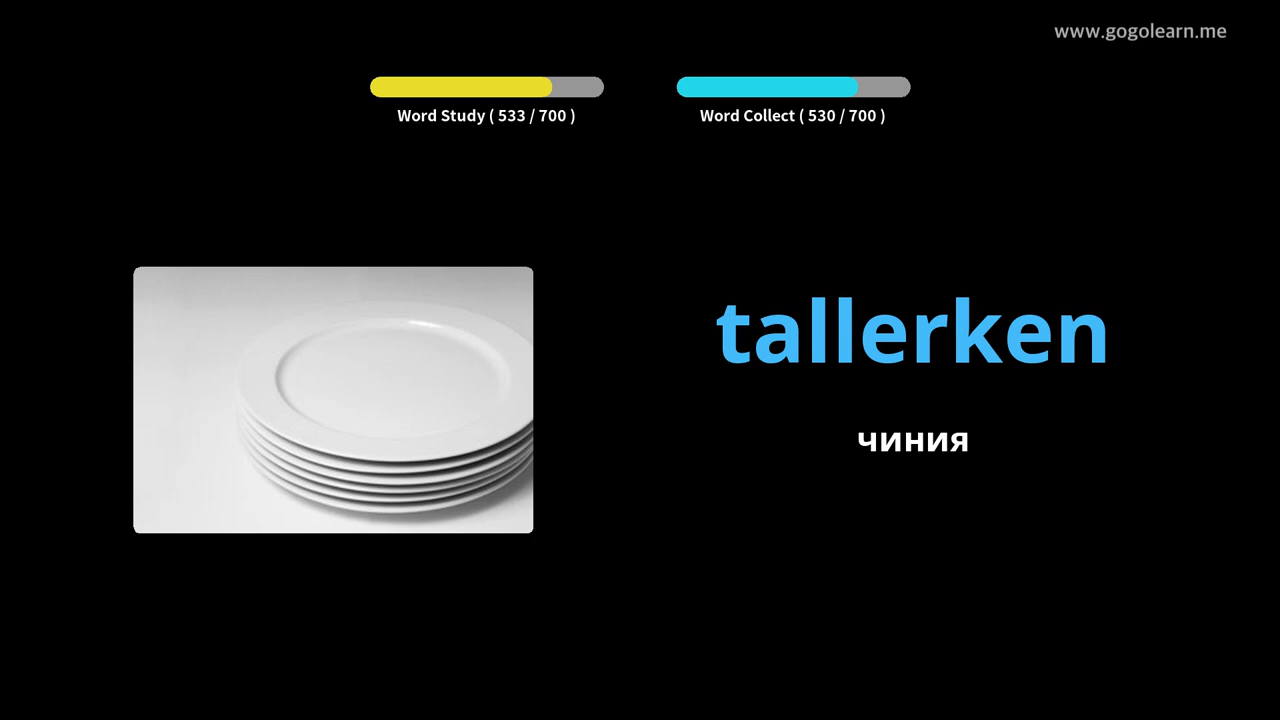 www.gogolearn.me
Word Study ( 533 / 700 )
Word Collect ( 530 / 700 )
tallerken
чиния